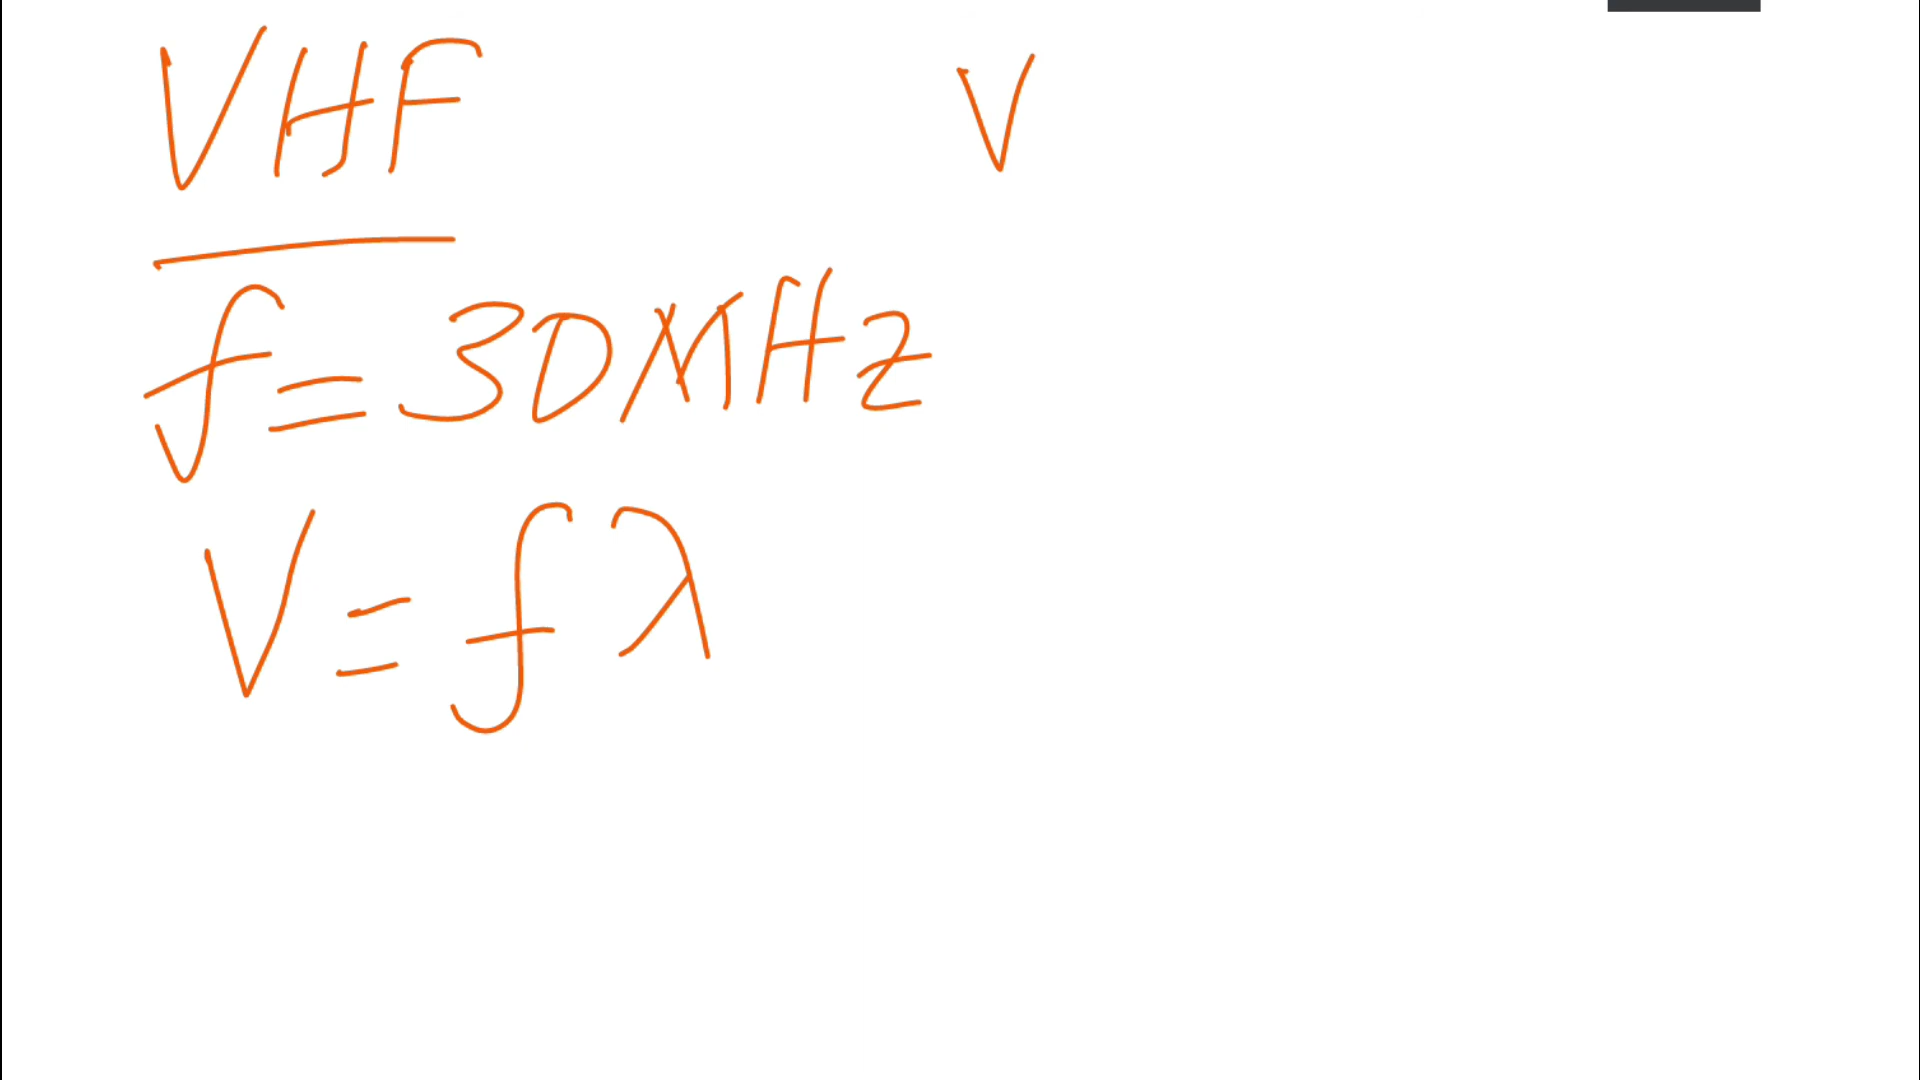 VHF V
f = 30MHz
V = fλ